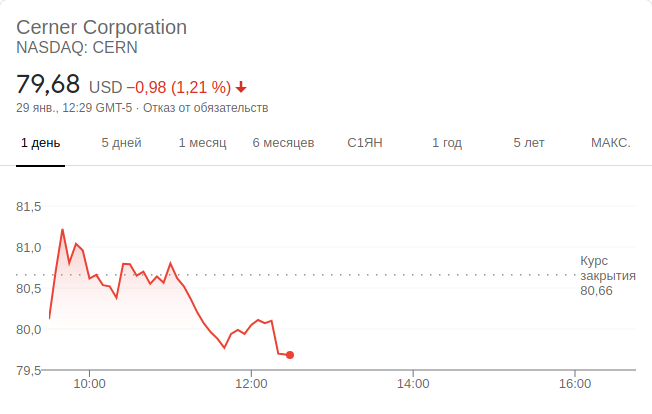 Cerner Corporation
NASDAQ: CERN
79,68 USD −0,98 (1,21 %)
29 янв., 12:29 GMT-5 · Отказ от обязательств
1 день 5 дней 1 месяц 6 месяцев С1ЯН 1 год 5 лет МАКС.
81,5
81,0
Курс
закрытия
80,66
80,5
80,0
79,5
10:00 12:00 14:00 16:00